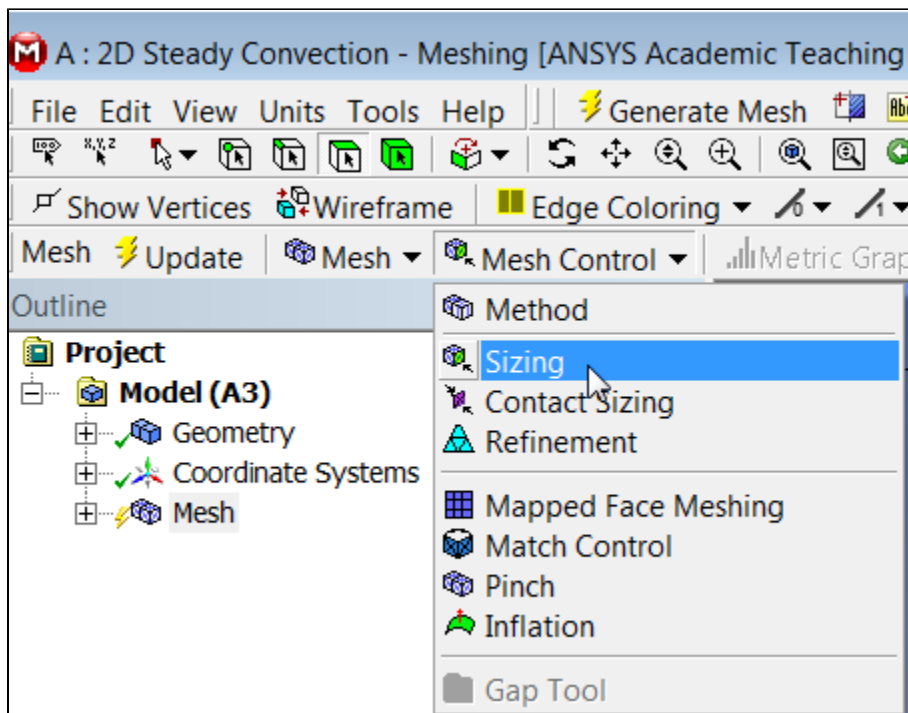 A : 2D Steady Convection - Meshing [ANSYS Academic Teaching
File Edit View Units Tools Help Generate Mesh
Show Vertices Wireframe Edge Coloring
Mesh Update Mesh Mesh Control Metric Grap
Outline
Method
Project
Sizing
Model (A3)
Contact Sizing
Geometry
Refinement
Coordinate Systems
Mesh
Mapped Face Meshing
Match Control
Pinch
Inflation
Gap Tool